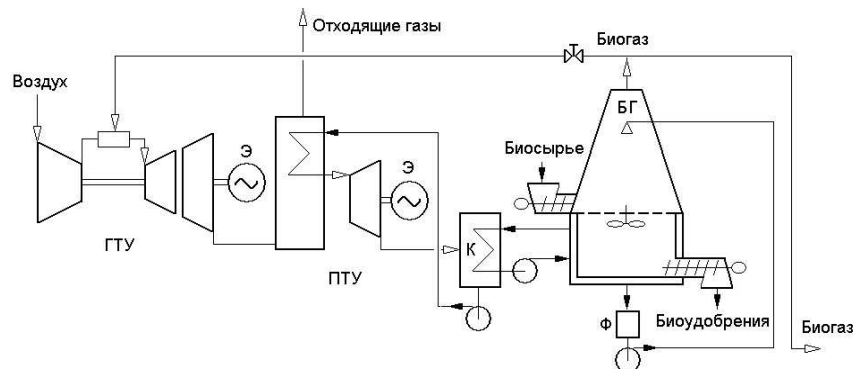 Отходящие газы
Биогаз
Воздух
БГ
Э
Биосырье
Э
ГТУ
К
ПТУ
Ф
Биоудобрения
Биогаз